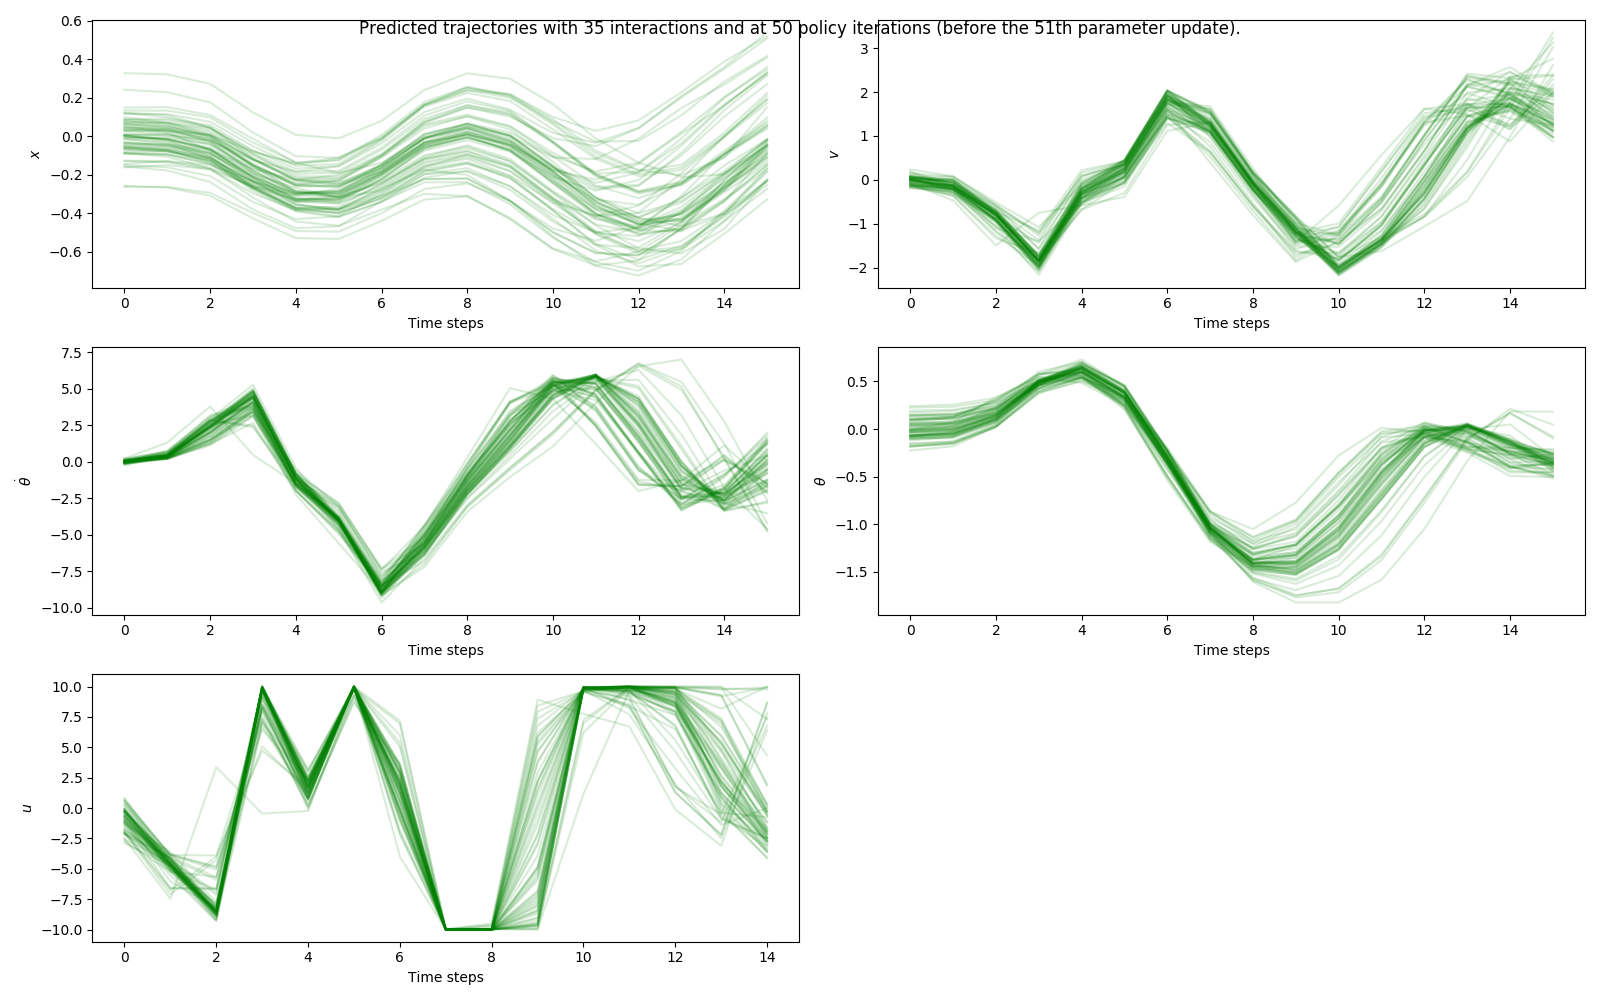 Predicted trajectories with 35 interactions and at 50 policy iterations (before the 51th parameter update).
0.6
0.4
0.2
0.0
−0.2
−0.4
−0.6
x
0 2 4 6 8 10 12 14
Time steps
3
2
1
0
−1
−2
v
0 2 4 6 8 10 12 14
Time steps
7.5
5.0
2.5
0.0
−2.5
−5.0
−7.5
−10.0
θ̇
0 2 4 6 8 10 12 14
Time steps
0.5
0.0
−0.5
−1.0
−1.5
θ
0 2 4 6 8 10 12 14
Time steps
10.0
7.5
5.0
2.5
0.0
−2.5
−5.0
−7.5
−10.0
u
0 2 4 6 8 10 12 14
Time steps